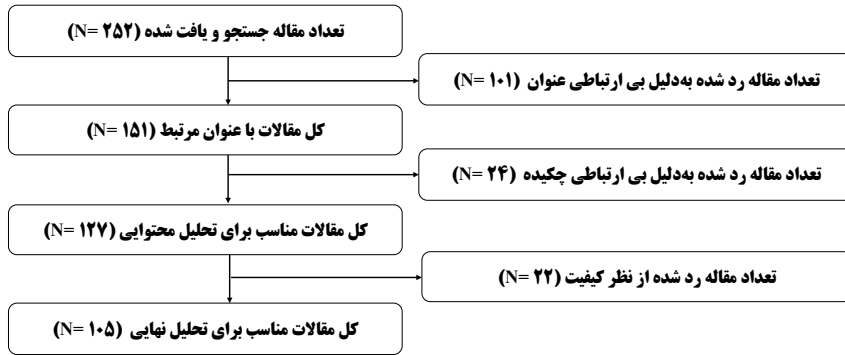 تعداد مقاله جستجو و یافت شده (N= ۲۵۲)
تعداد مقاله رد شده به‌دلیل بی ارتباطی عنوان (N= ۱۰۱)
کل مقالات با عنوان مرتبط (N= ۱۵۱)
تعداد مقاله رد شده به‌دلیل بی ارتباطی چکیده (N= ۲۴)
کل مقالات مناسب برای تحلیل محتوایی (N= ۱۲۷)
تعداد مقاله رد شده از نظر کیفیت (N= ۲۲)
کل مقالات مناسب برای تحلیل نهایی (N= ۱۰۵)